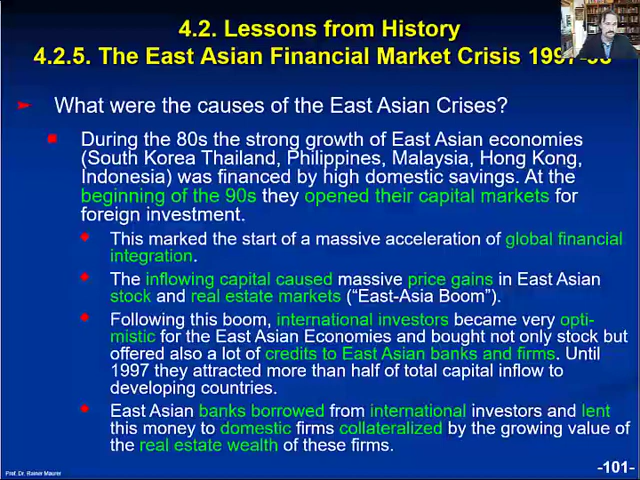 4.2. Lessons from History
4.2.5. The East Asian Financial Market Crisis 1997-98
What were the causes of the East Asian Crises?
During the 80s the strong growth of East Asian economies
(South Korea Thailand, Philippines, Malaysia, Hong Kong,
Indonesia) was financed by high domestic savings. At the
beginning of the 90s they opened their capital markets for
foreign investment.
This marked the start of a massive acceleration of global financial
integration.
The inflowing capital caused massive price gains in East Asian
stock and real estate markets (“East-Asia Boom”).
Following this boom, international investors became very opti-
mistic for the East Asian Economies and bought not only stock but
offered also a lot of credits to East Asian banks and firms. Until
1997 they attracted more than half of total capital inflow to
developing countries.
East Asian banks borrowed from international investors and lent
this money to domestic firms collateralized by the growing value of
the real estate wealth of these firms.
Prof. Dr. Rainer Maurer
-101-